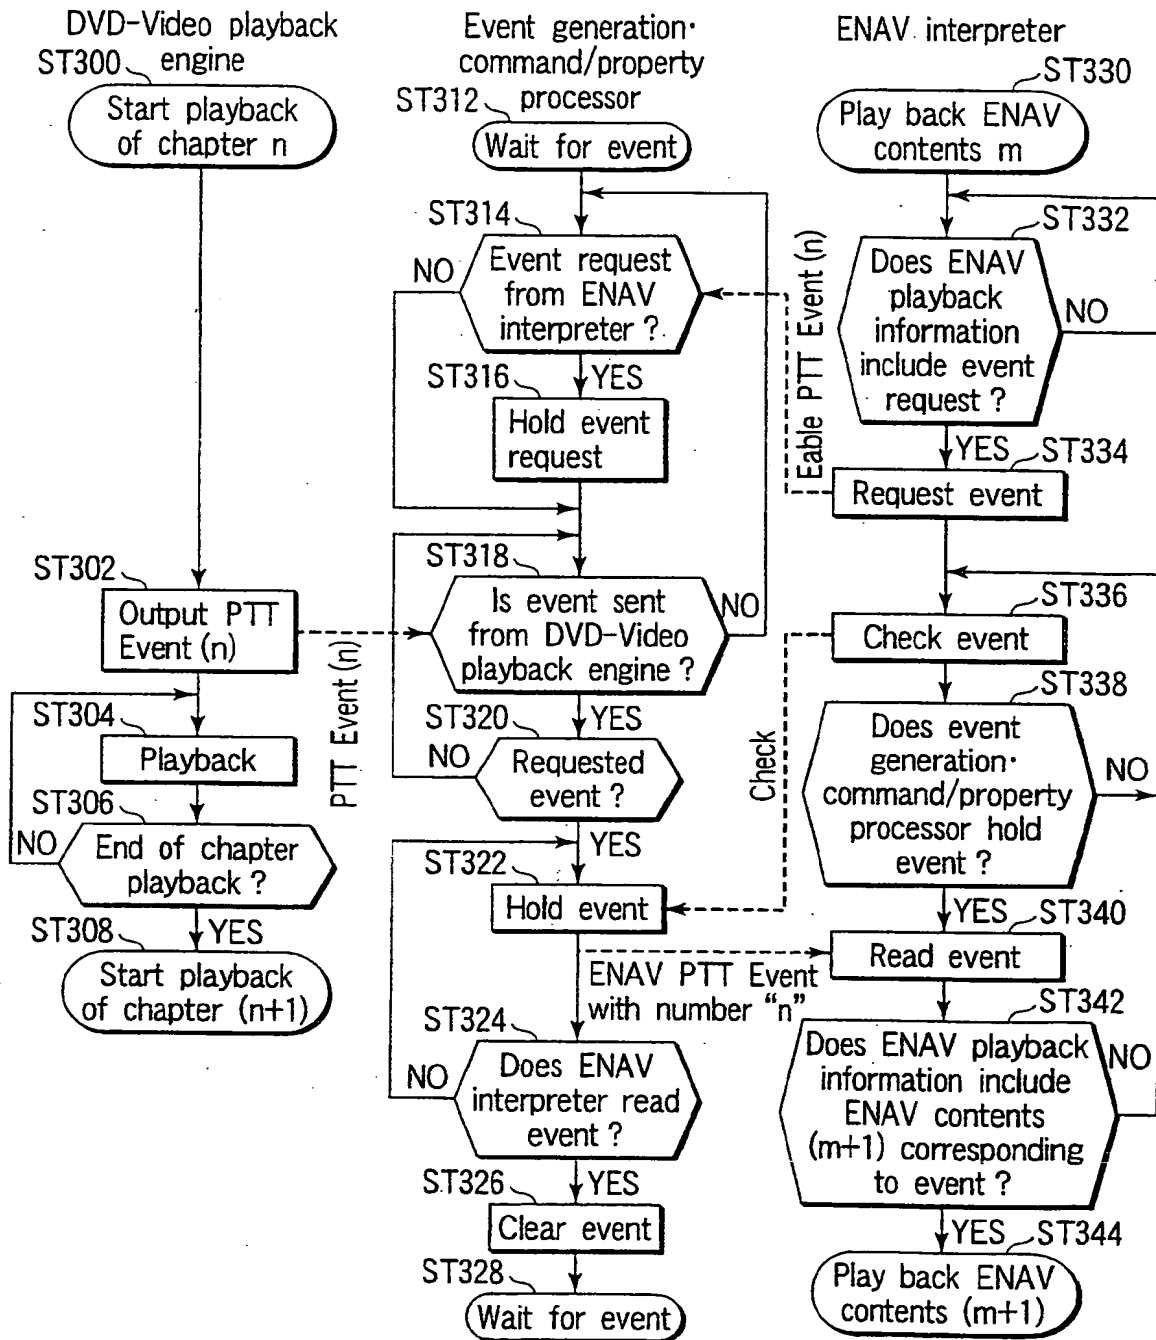 DVD-Video playback
engine
ST300
Start playback
of chapter n
ST302
Output PTT
Event (n)
PTT Event (n)
ST304
Playback
ST306
NO
End of chapter
playback ?
YES
ST308
Start playback
of chapter (n+1)
Event generation·
command/property
processor
ST312
Wait for event
ST314
NO
Event request
from ENAV
interpreter ?
YES
ST316
Hold event
request
ST318
Is event sent
from DVD-Video
playback engine ?
NO
YES
ST320
NO
Requested
event ?
YES
ST322
Hold event
ENAV PTT Event
with number “n”
ST324
NO
Does ENAV
interpreter read
event ?
YES
ST326
Clear event
ST328
Wait for event
ENAV interpreter
ST330
Play back ENAV
contents m
ST332
Does ENAV
playback
information
include event
request ?
NO
YES
Eable PTT Event (n)
ST334
Request event
ST336
Check event
Check
ST338
Does event
generation·
command/property
processor hold
event ?
NO
YES
ST340
Read event
ST342
Does ENAV playback
information include
ENAV contents
(m+1) corresponding
to event ?
NO
YES
ST344
Play back ENAV
contents (m+1)